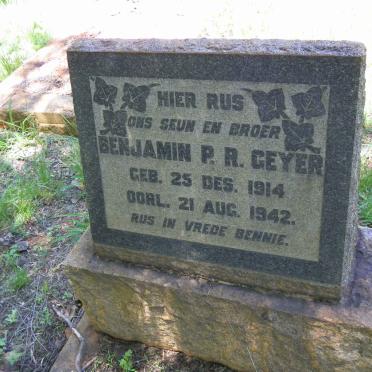 HIER RUS
ONS SEUN EN BROER
BENJAMIN P. R. GEYER
GEB. 25 DES. 1914
OORL. 21 AUG. 1942.
RUS IN VREDE BENNIE.